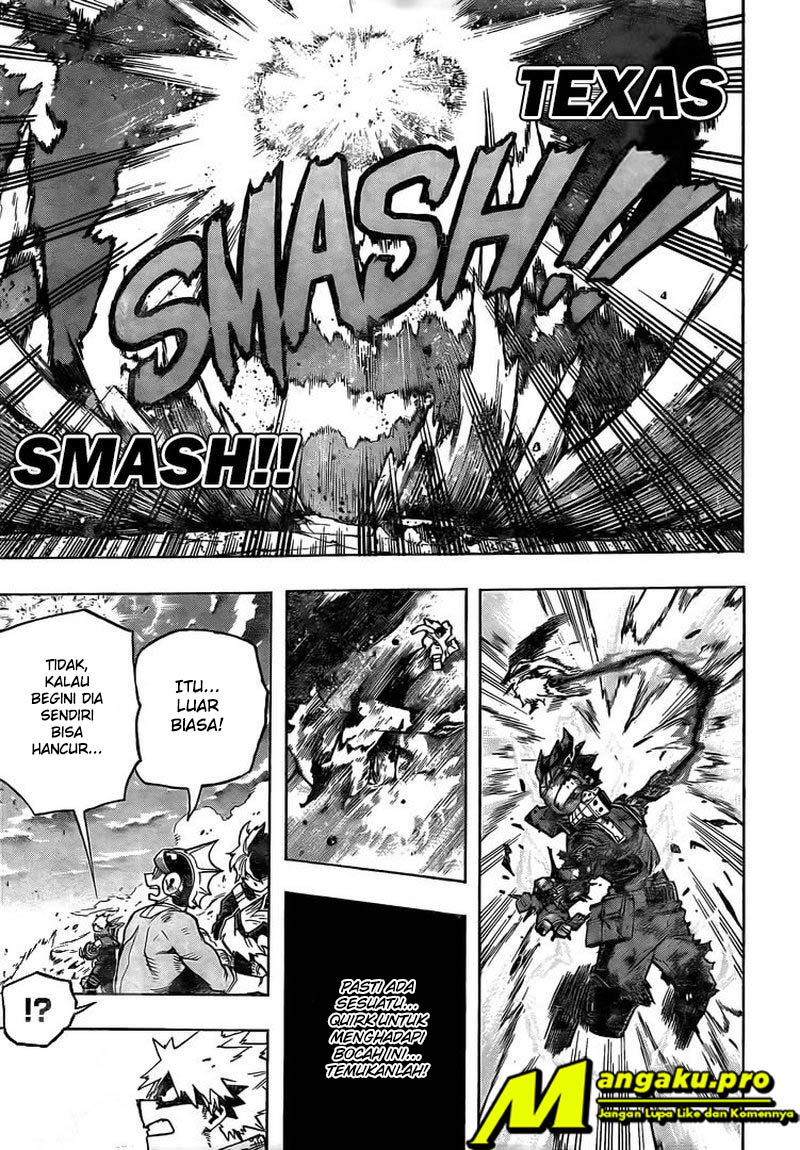 TEXAS
SMASH!!
SMASH!!
ITU...
LUAR
BIASA!
TIDAK,
KALAU
BEGINI DIA
SENDIRI
BISA
HANCUR...
PASTI ADA
SESUATU...
QUIRK UNTUK
MENGHADAPI
BOCAH INI...
TEMUKANLAH!
!?
Mangaku.pro
Jangan Lupa Like dan Komennya